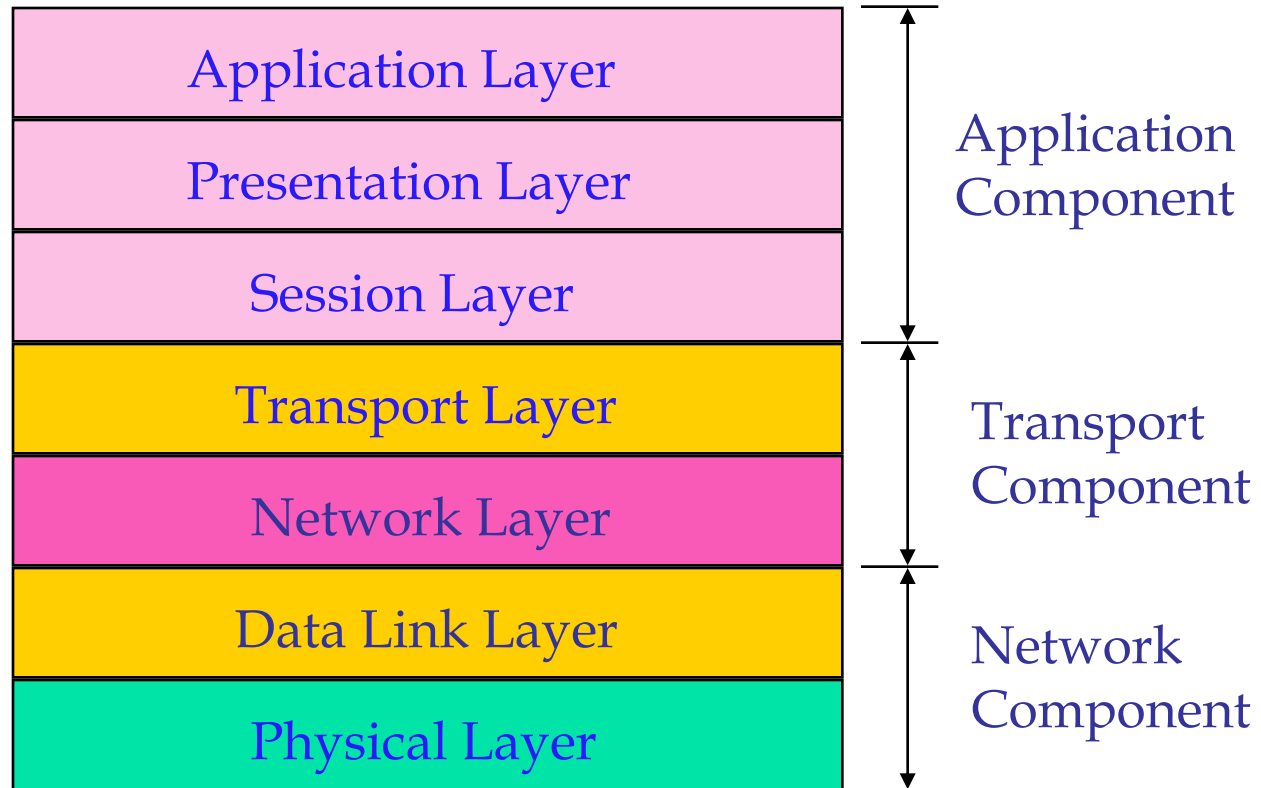 Application Layer
Presentation Layer
Session Layer
Transport Layer
Network Layer
Data Link Layer
Physical Layer
Application
Component
Transport
Component
Network
Component